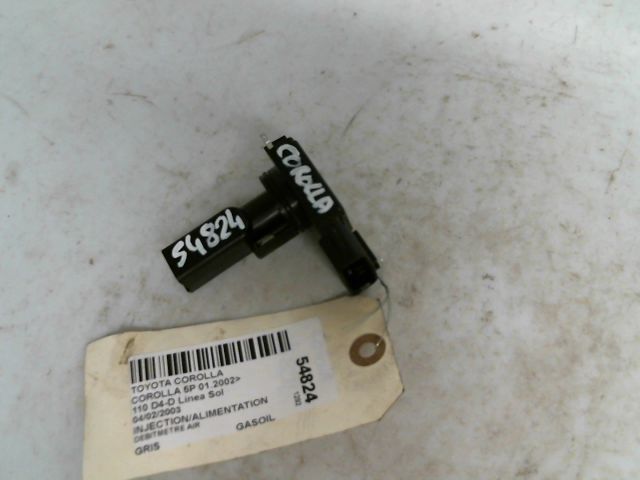 COROLLA
54824
TOYOTA COROLLA
COROLLA 5P 01.2002>
110 D4-D Linea Sol
04/02/2003
INJECTION/ALIMENTATION
DEBITMETRE AIR
GASOIL
GRIS
54824
1282